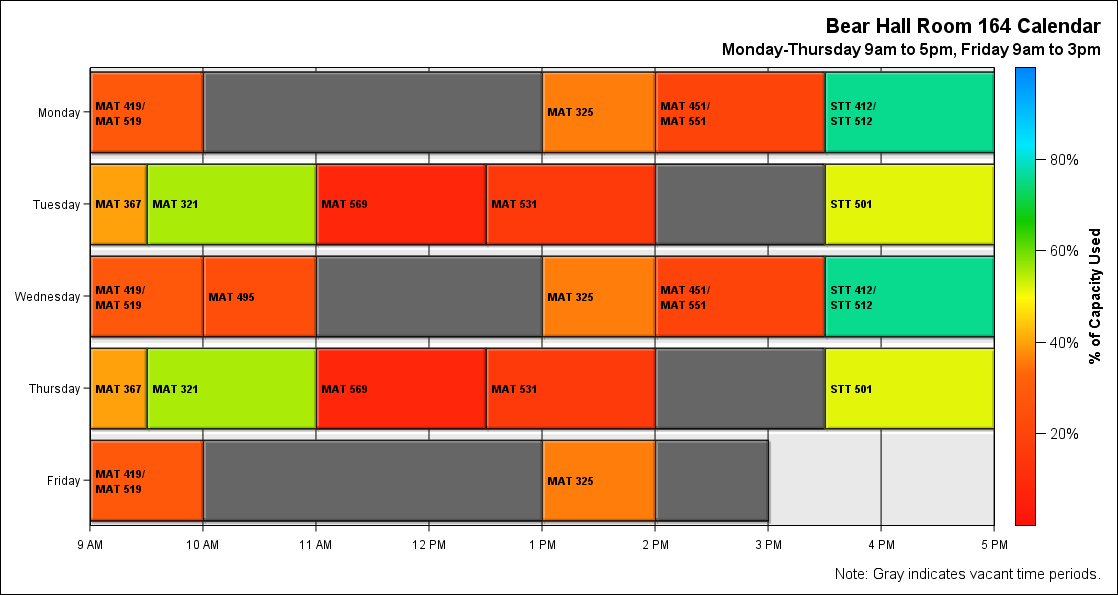 Bear Hall Room 164 Calendar
Monday-Thursday 9am to 5pm, Friday 9am to 3pm
Monday
MAT 419/
MAT 519
MAT 325
MAT 451/
MAT 551
STT 412/
STT 512
Tuesday
MAT 367
MAT 321
MAT 569
MAT 531
STT 501
Wednesday
MAT 419/
MAT 519
MAT 495
MAT 325
MAT 451/
MAT 551
STT 412/
STT 512
Thursday
MAT 367
MAT 321
MAT 569
MAT 531
STT 501
Friday
MAT 419/
MAT 519
MAT 325
9 AM
10 AM
11 AM
12 PM
1 PM
2 PM
3 PM
4 PM
5 PM
80%
60%
40%
20%
% of Capacity Used
Note: Gray indicates vacant time periods.